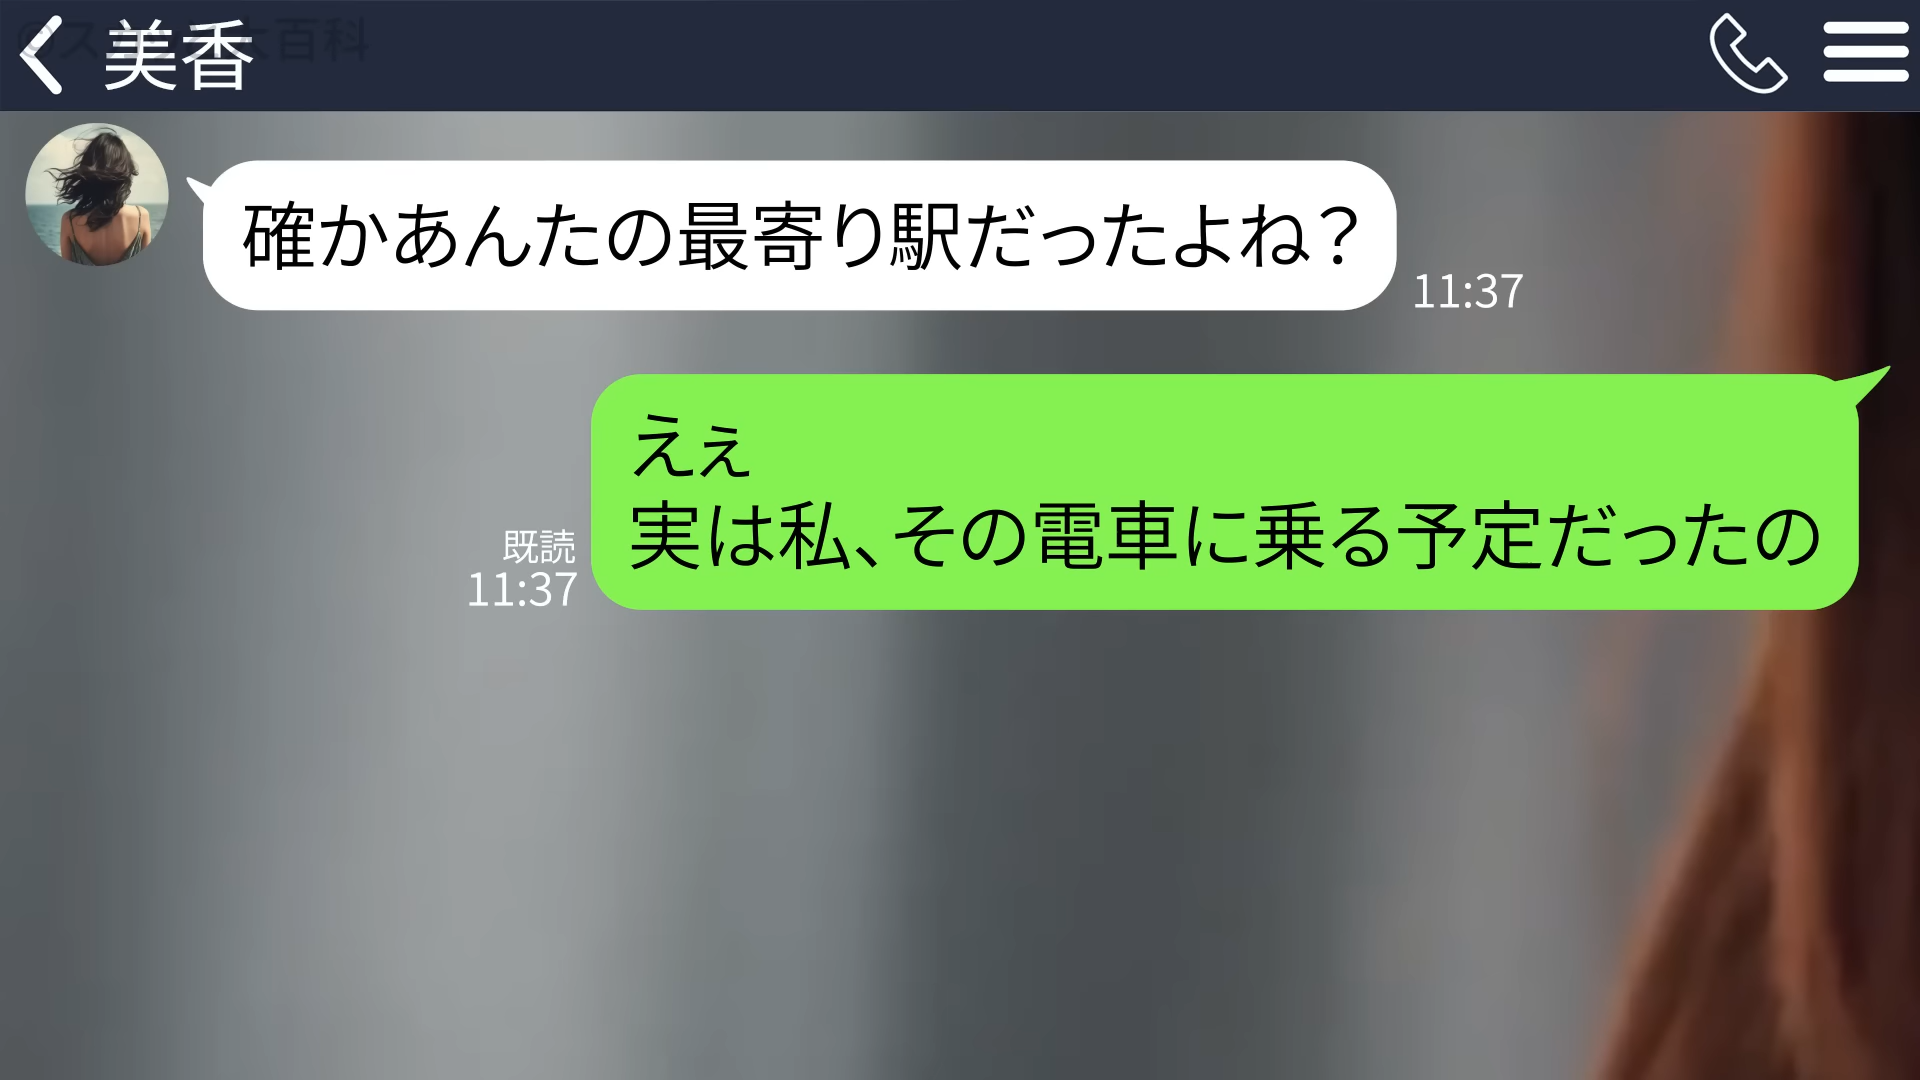 美香
確かあんたの最寄り駅だったよね？
11:37
えぇ
実は私、その電車に乗る予定だったの
既読
11:37